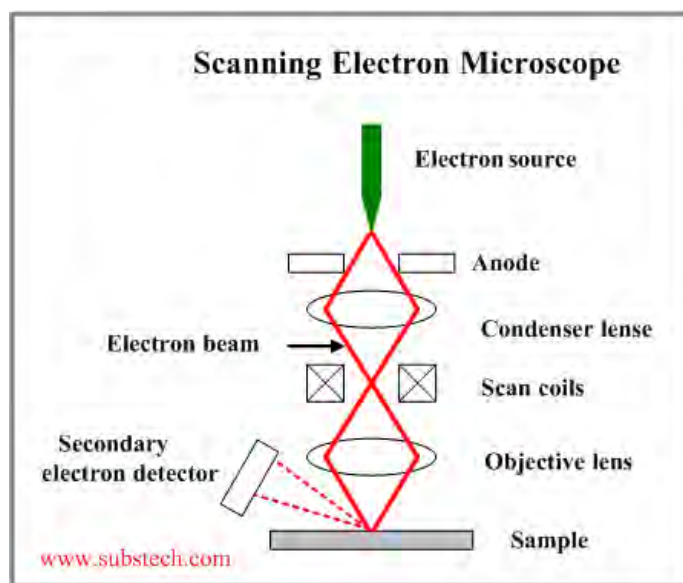 Scanning Electron Microscope
Electron source
Anode
Condenser lense
Electron beam
Scan coils
Secondary
electron detector
Objective lens
Sample
www.substech.com